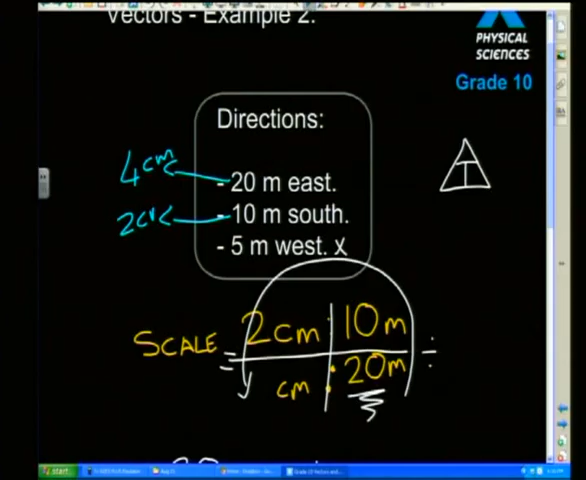 Vectors - Example 2:
PHYSICAL
SCIENCES
Grade 10
Directions:
4cm
- 20 m east.
2cm
- 10 m south.
- 5 m west. x
SCALE = 2cm : 10m
= cm : 20m ÷
start